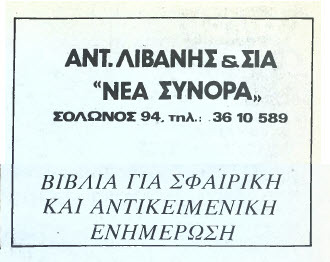 ΑΝΤ. ΛΙΒΑΝΗΣ & ΣΙΑ
“ΝΕΑ ΣΥΝΟΡΑ„
ΣΟΛΩΝΟΣ 94, τηλ.: 36 10 589
ΒΙΒΛΙΑ ΓΙΑ ΣΦΑΙΡΙΚΗ
ΚΑΙ ΑΝΤΙΚΕΙΜΕΝΙΚΗ
ΕΝΗΜΕΡΩΣΗ